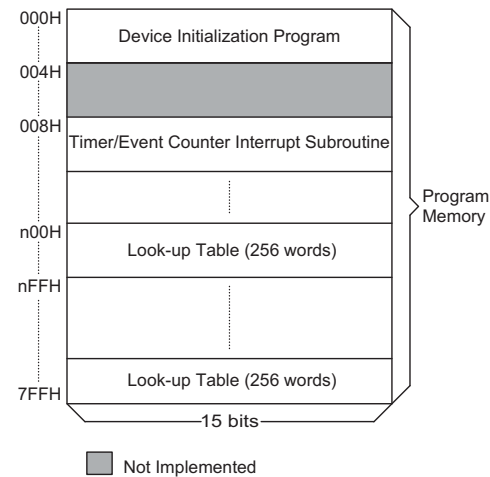 000H
Device Initialization Program
004H
008H
Timer/Event Counter Interrupt Subroutine
Program
Memory
n00H
Look-up Table (256 words)
nFFH
Look-up Table (256 words)
7FFH
15 bits
Not Implemented